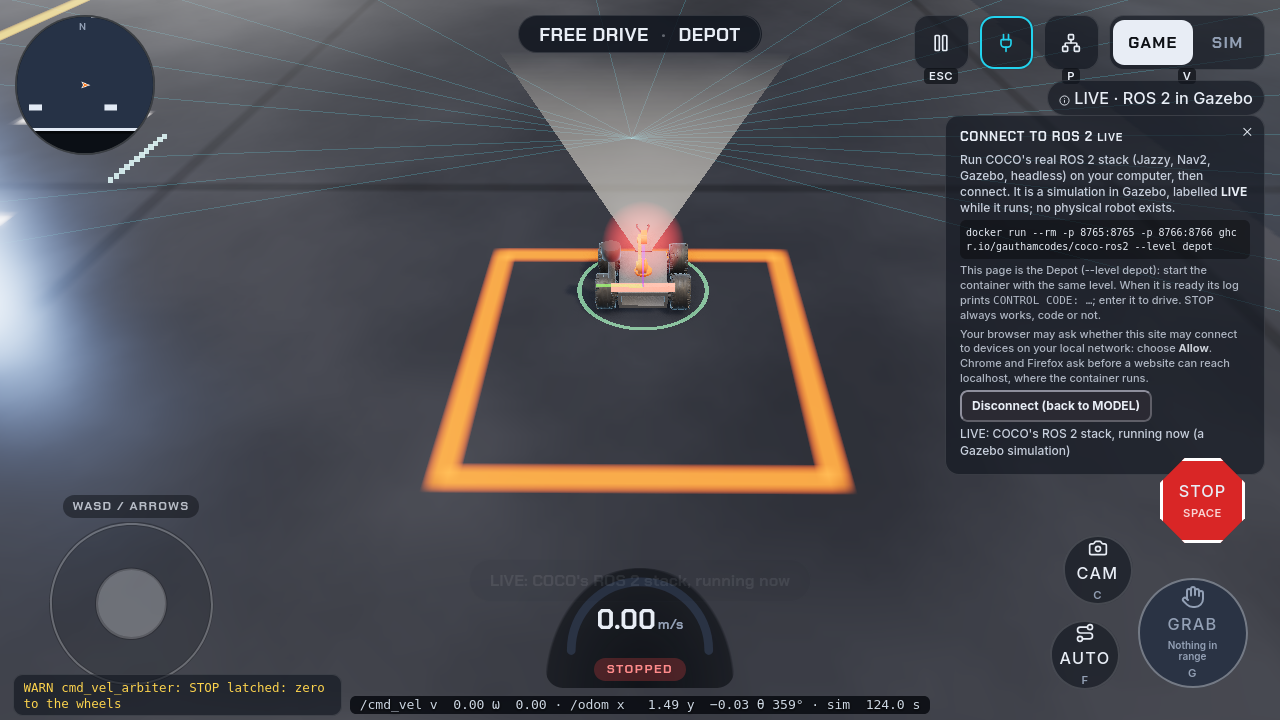 N
FREE DRIVE · DEPOT
ESC
P
GAME
SIM
V
LIVE · ROS 2 in Gazebo
CONNECT TO ROS 2 LIVE
Run COCO's real ROS 2 stack (Jazzy, Nav2,
Gazebo, headless) on your computer, then
connect. It is a simulation in Gazebo, labelled LIVE
while it runs; no physical robot exists.
docker run --rm -p 8765:8765 -p 8766:8766 ghc
r.io/gauthamcodes/coco-ros2 --level depot
This page is the Depot (--level depot): start the
container with the same level. When it is ready its log
prints CONTROL CODE: …; enter it to drive. STOP
always works, code or not.
Your browser may ask whether this site may connect
to devices on your local network: choose Allow.
Chrome and Firefox ask before a website can reach
localhost, where the container runs.
Disconnect (back to MODEL)
LIVE: COCO's ROS 2 stack, running now (a
Gazebo simulation)
STOP
SPACE
WASD / ARROWS
CAM
C
GRAB
Nothing in
range
G
AUTO
F
LIVE: COCO's ROS 2 stack, running now
0.00 m/s
STOPPED
WARN cmd_vel_arbiter: STOP latched: zero
to the wheels
/cmd_vel v 0.00 ω 0.00 · /odom x 1.49 y −0.03 θ 359° · sim 124.0 s